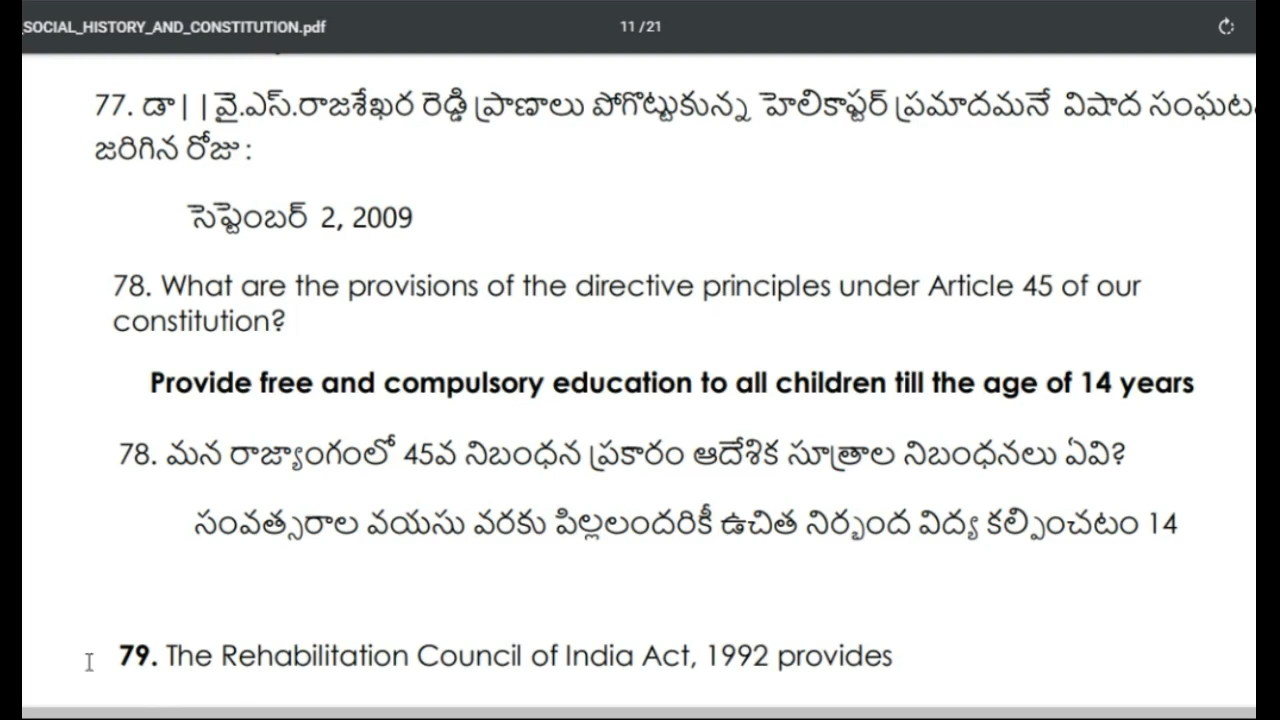 _SOCIAL_HISTORY_AND_CONSTITUTION.pdf
11 / 21
77. డా||వై.ఎస్.రాజశేఖర రెడ్డి ప్రాణాలు పోగొట్టుకున్న హెలికాప్టర్ ప్రమాదమనే విషాద
జరిగిన రోజు :
సెప్టెంబర్ 2, 2009
78. What are the provisions of the directive principles under Article 45 of our
constitution?
Provide free and compulsory education to all children till the age of 14 years
78. మన రాజ్యాంగంలో 45వ నిబంధన ప్రకారం ఆదేశిక సూత్రాల నిబంధనలు ఏవి?
సంవత్సరాల వయసు వరకు పిల్లలందరికీ ఉచిత నిర్బంద విద్య కల్పించటం 14
79. The Rehabilitation Council of India Act, 1992 provides